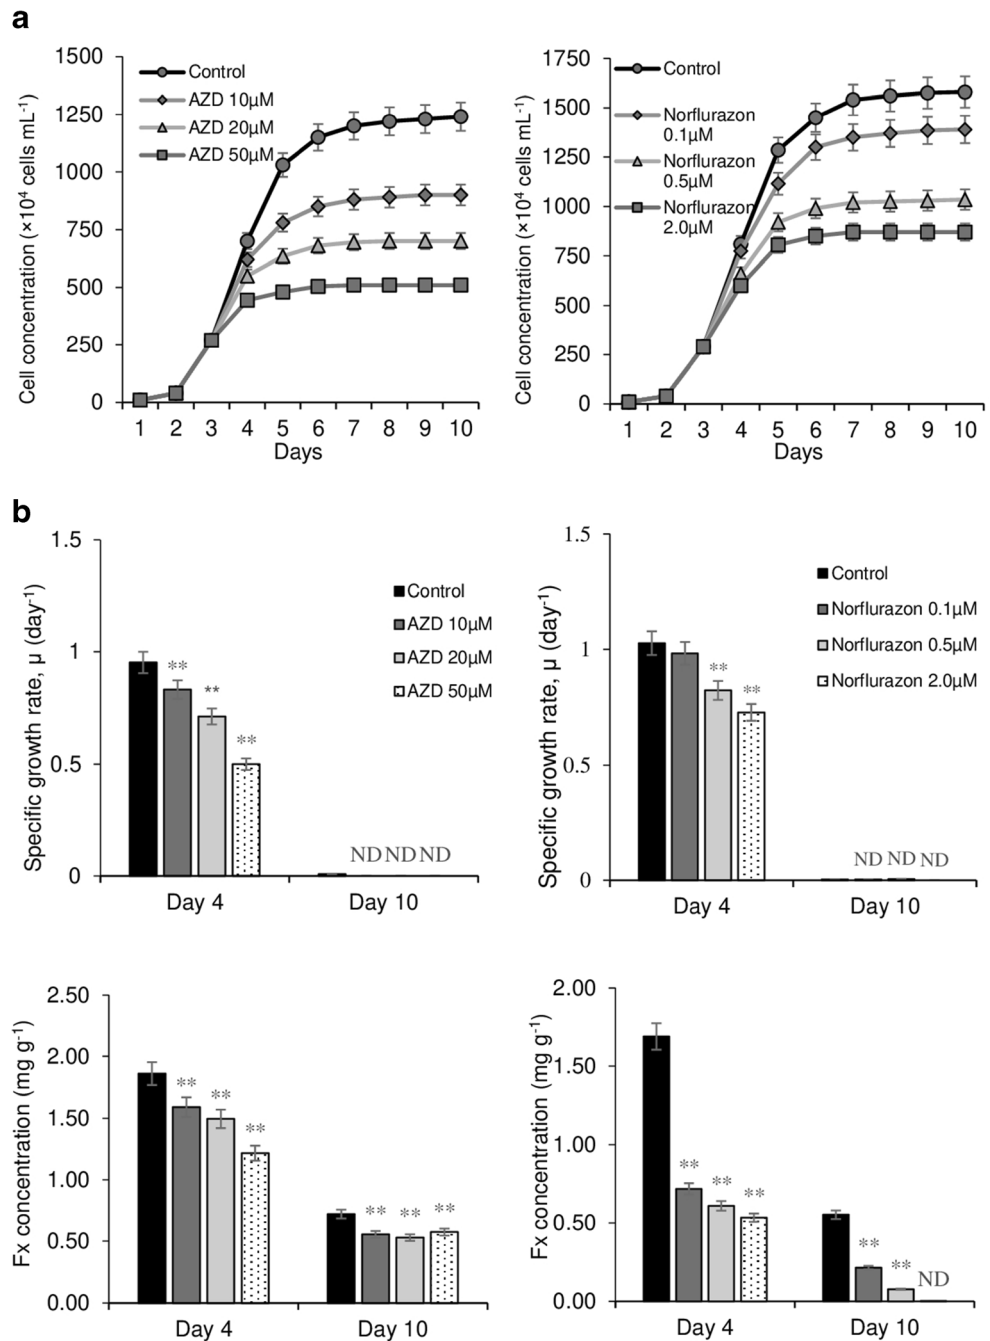 a
1500
1250
1000
750
500
250
0
Cell concentration (×10⁴ cells mL⁻¹)
Control
AZD 10µM
AZD 20µM
AZD 50µM
1 2 3 4 5 6 7 8 9 10
Days
1750
1500
1250
1000
750
500
250
0
Cell concentration (×10⁴ cells mL⁻¹)
Control
Norflurazon
0.1µM
Norflurazon
0.5µM
Norflurazon
2.0µM
1 2 3 4 5 6 7 8 9 10
Days
b
1.5
1
0.5
0
Specific growth rate, µ (day⁻¹)
Control
AZD 10µM
AZD 20µM
AZD 50µM
**
**
**
ND ND ND
Day 4 Day 10
1.5
1
0.5
0
Specific growth rate, µ (day⁻¹)
Control
Norflurazon 0.1µM
Norflurazon 0.5µM
Norflurazon 2.0µM
**
**
ND ND ND
Day 4 Day 10
2.50
2.00
1.50
1.00
0.50
0.00
Fx concentration (mg g⁻¹)
**
**
**
** ** **
Day 4 Day 10
2.00
1.50
1.00
0.50
0.00
Fx concentration (mg g⁻¹)
**
**
**
**
**
ND
Day 4 Day 10